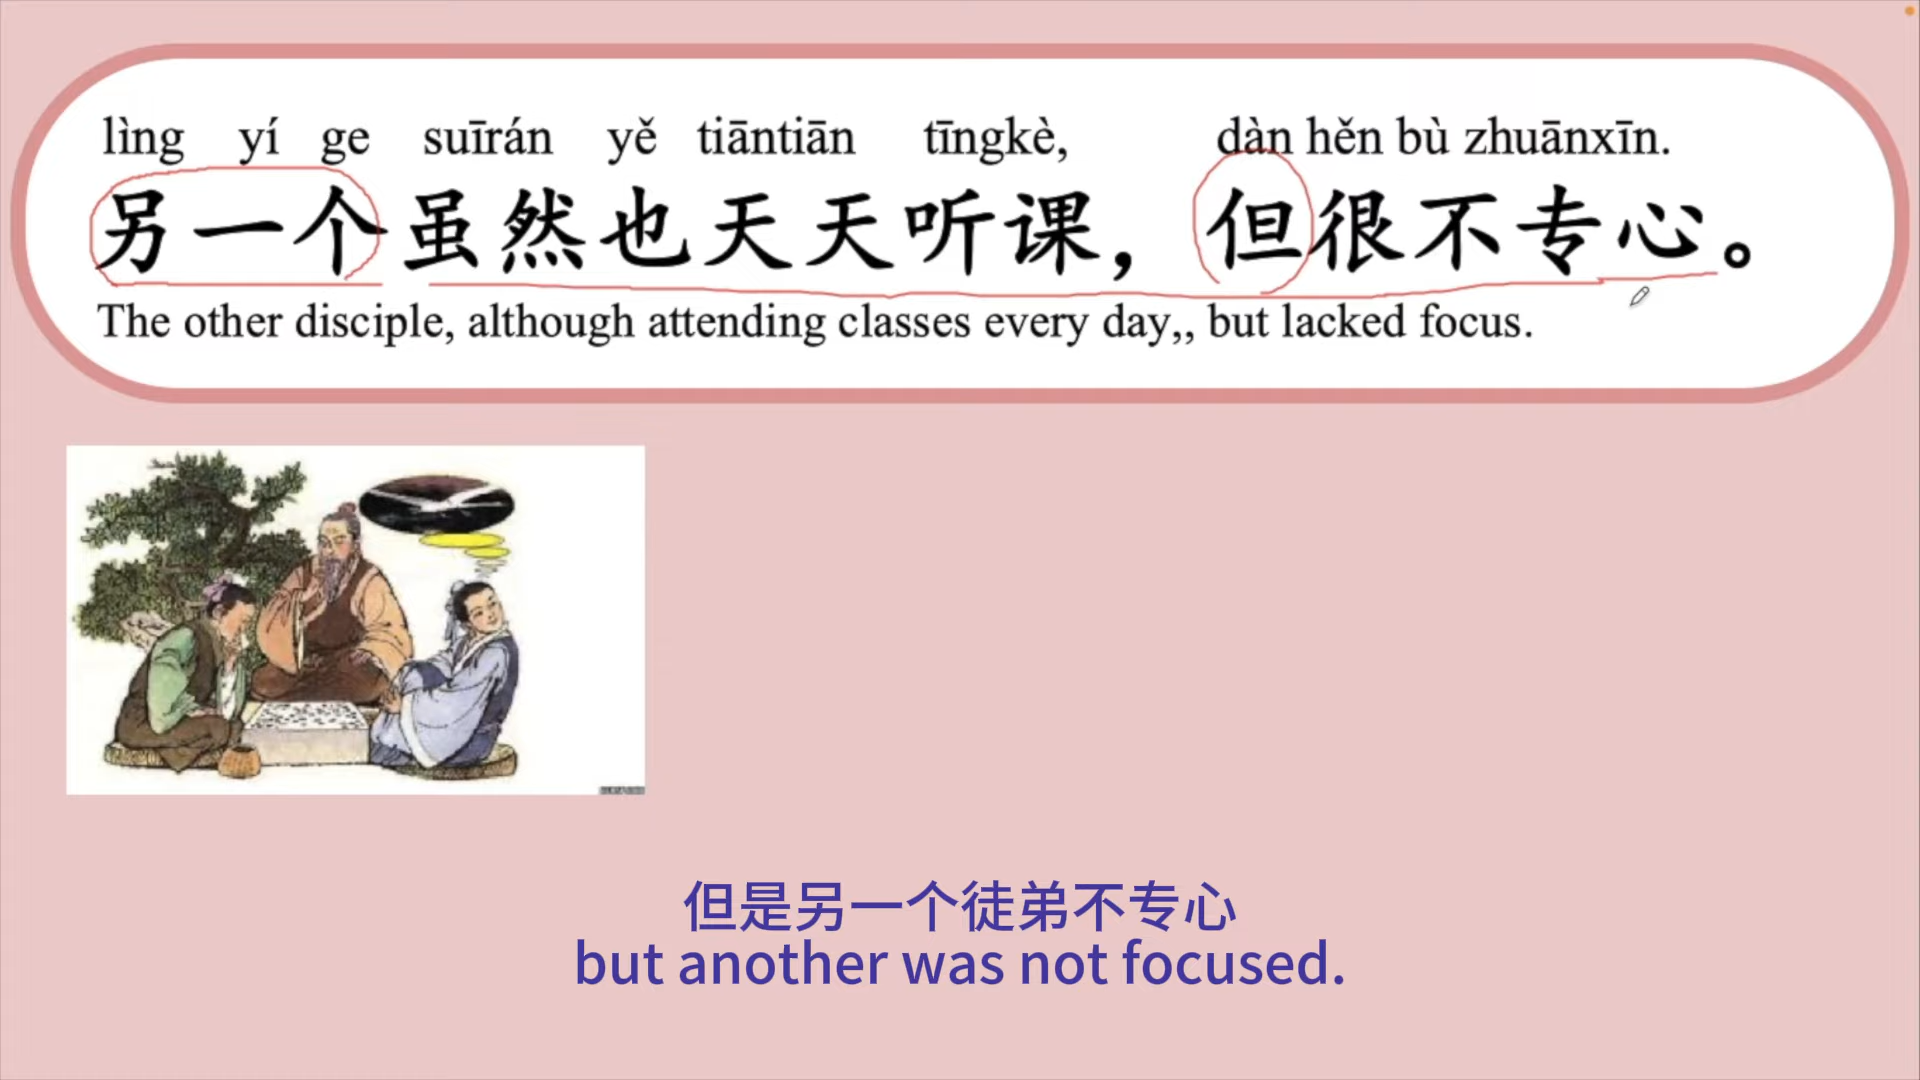 lìng yí ge suīrán yě tiāntiān tīngkè, dàn hěn bù zhuānxīn.
另一个虽然也天天听课，但很不专心。
The other disciple, although attending classes every day,, but lacked focus.
但是另一个徒弟不专心
but another was not focused.